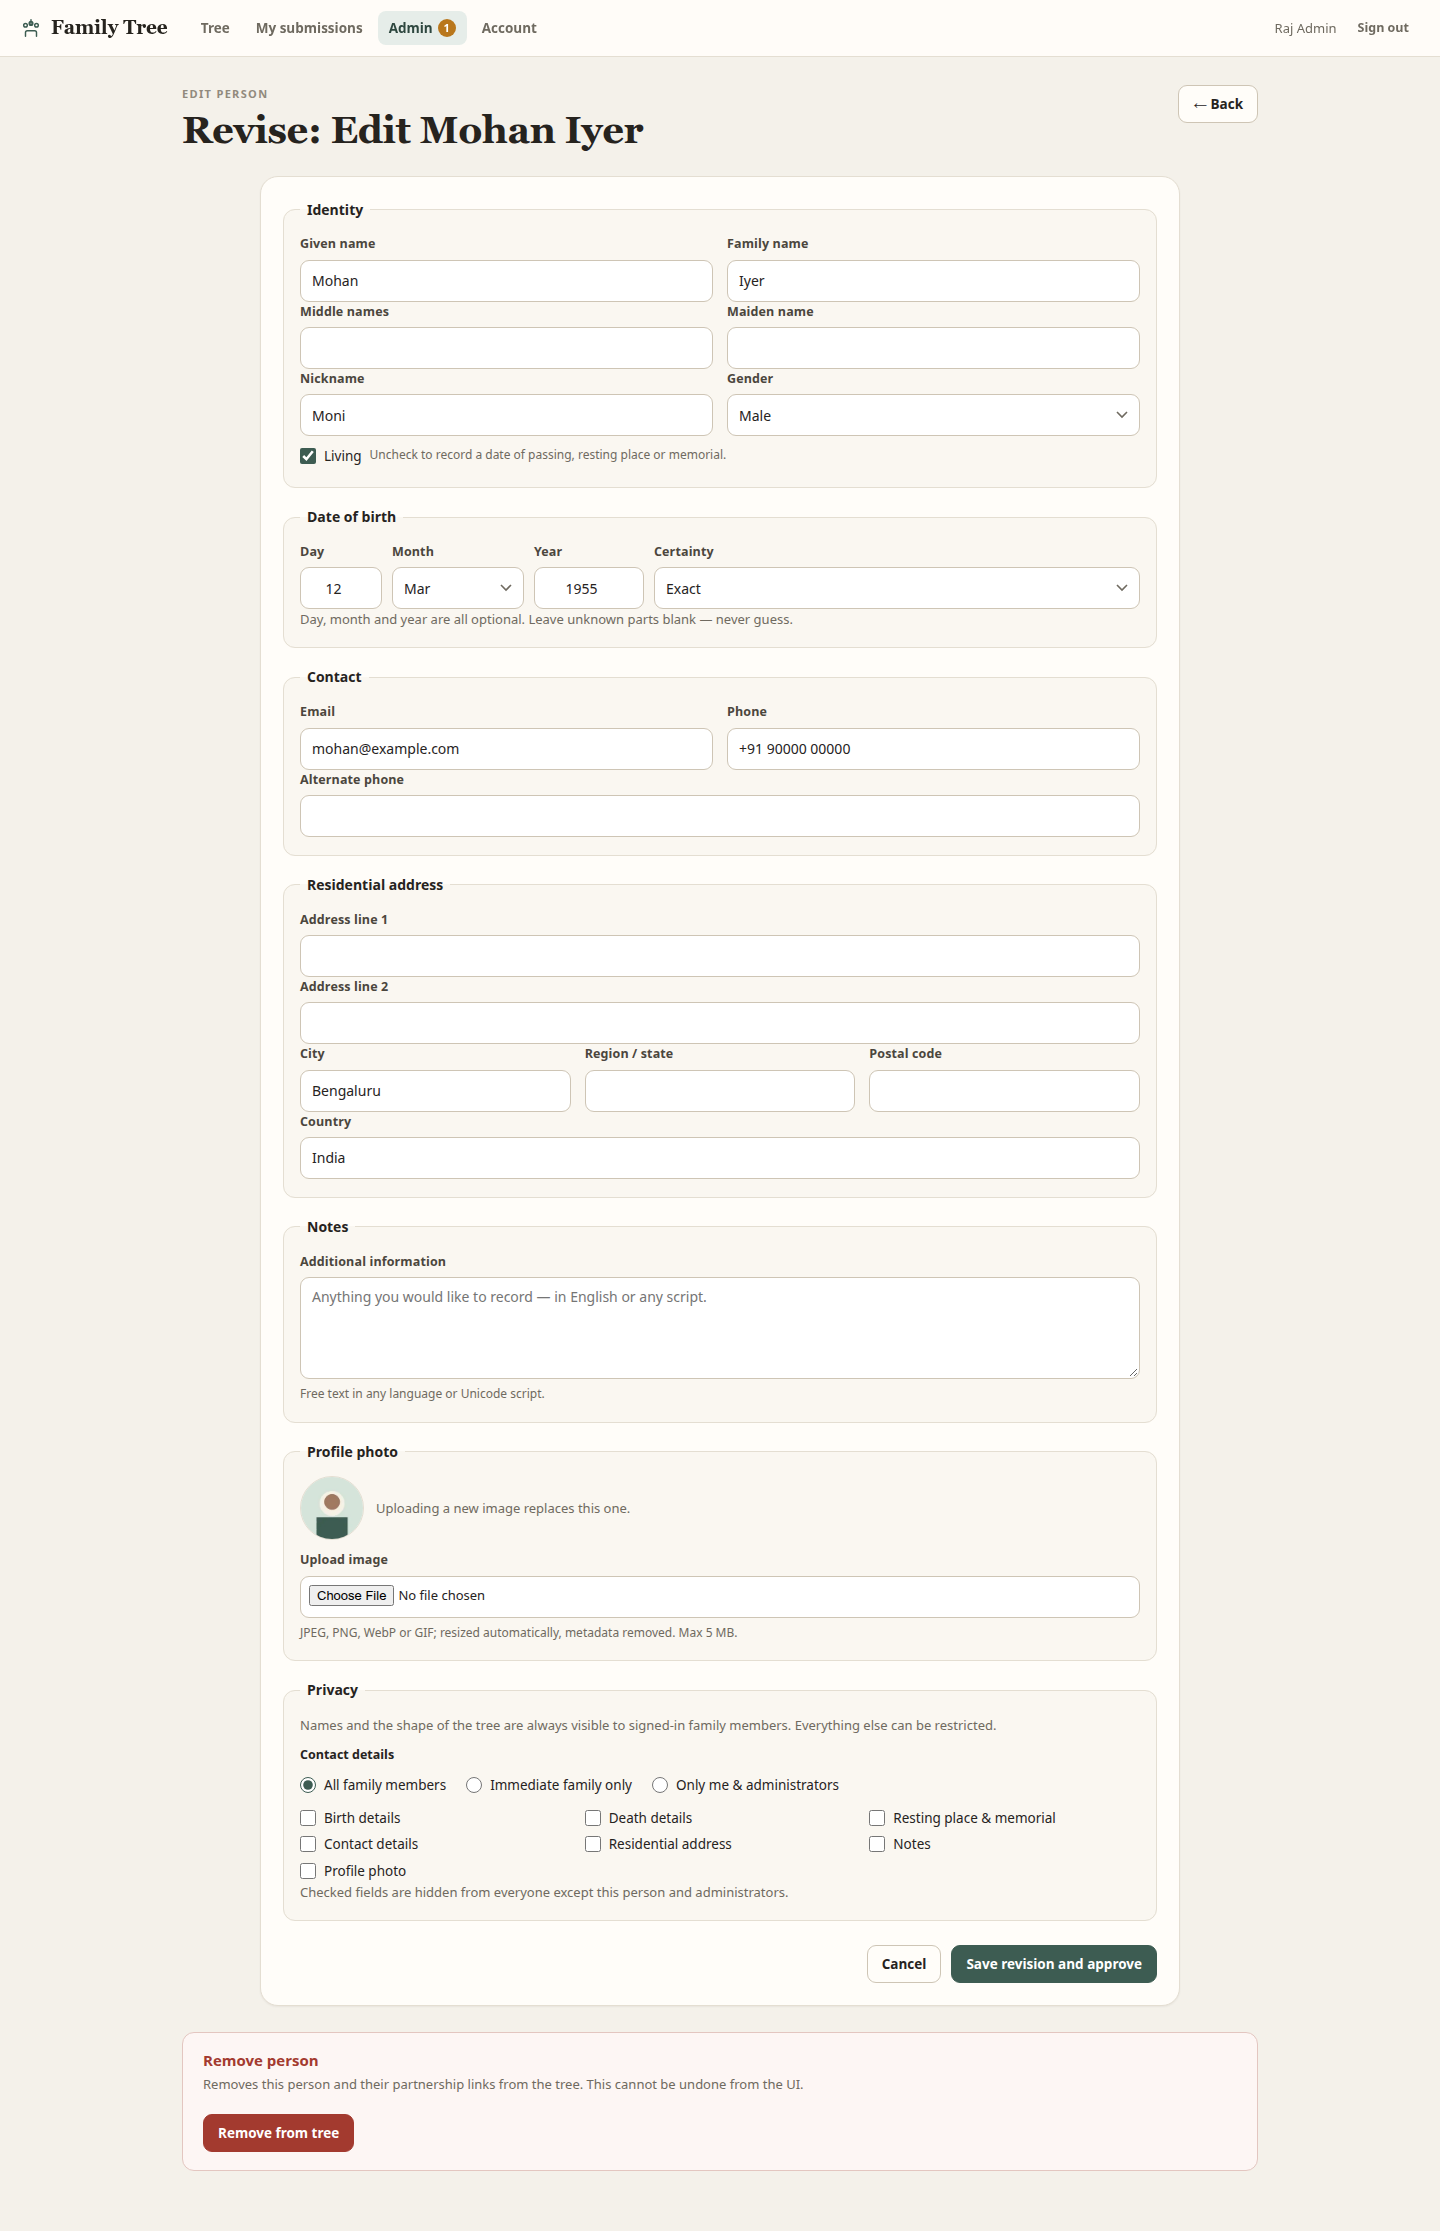 Family Tree Tree My submissions Admin 1 Account Raj Admin Sign out
EDIT PERSON
Revise: Edit Mohan Iyer
← Back
Identity
Given name Family name
Mohan Iyer
Middle names Maiden name
Nickname Gender
Moni Male
Living Uncheck to record a date of passing, resting place or memorial.
Date of birth
Day Month Year Certainty
12 Mar 1955 Exact
Day, month and year are all optional. Leave unknown parts blank — never guess.
Contact
Email Phone
mohan@example.com +91 90000 00000
Alternate phone
Residential address
Address line 1
Address line 2
City Region / state Postal code
Bengaluru
Country
India
Notes
Additional information
Anything you would like to record — in English or any script.
Free text in any language or Unicode script.
Profile photo
Uploading a new image replaces this one.
Upload image
Choose File No file chosen
JPEG, PNG, WebP or GIF; resized automatically, metadata removed. Max 5 MB.
Privacy
Names and the shape of the tree are always visible to signed-in family members. Everything else can be restricted.
Contact details
All family members Immediate family only Only me & administrators
Birth details Death details Resting place & memorial
Contact details Residential address Notes
Profile photo
Checked fields are hidden from everyone except this person and administrators.
Cancel Save revision and approve
Remove person
Removes this person and their partnership links from the tree. This cannot be undone from the UI.
Remove from tree